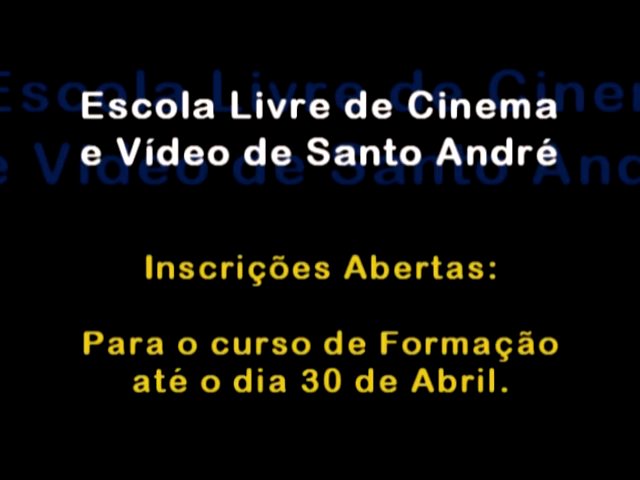 Escola Livre de Cinema
e Vídeo de Santo André
Inscrições Abertas:
Para o curso de Formação
até o dia 30 de Abril.